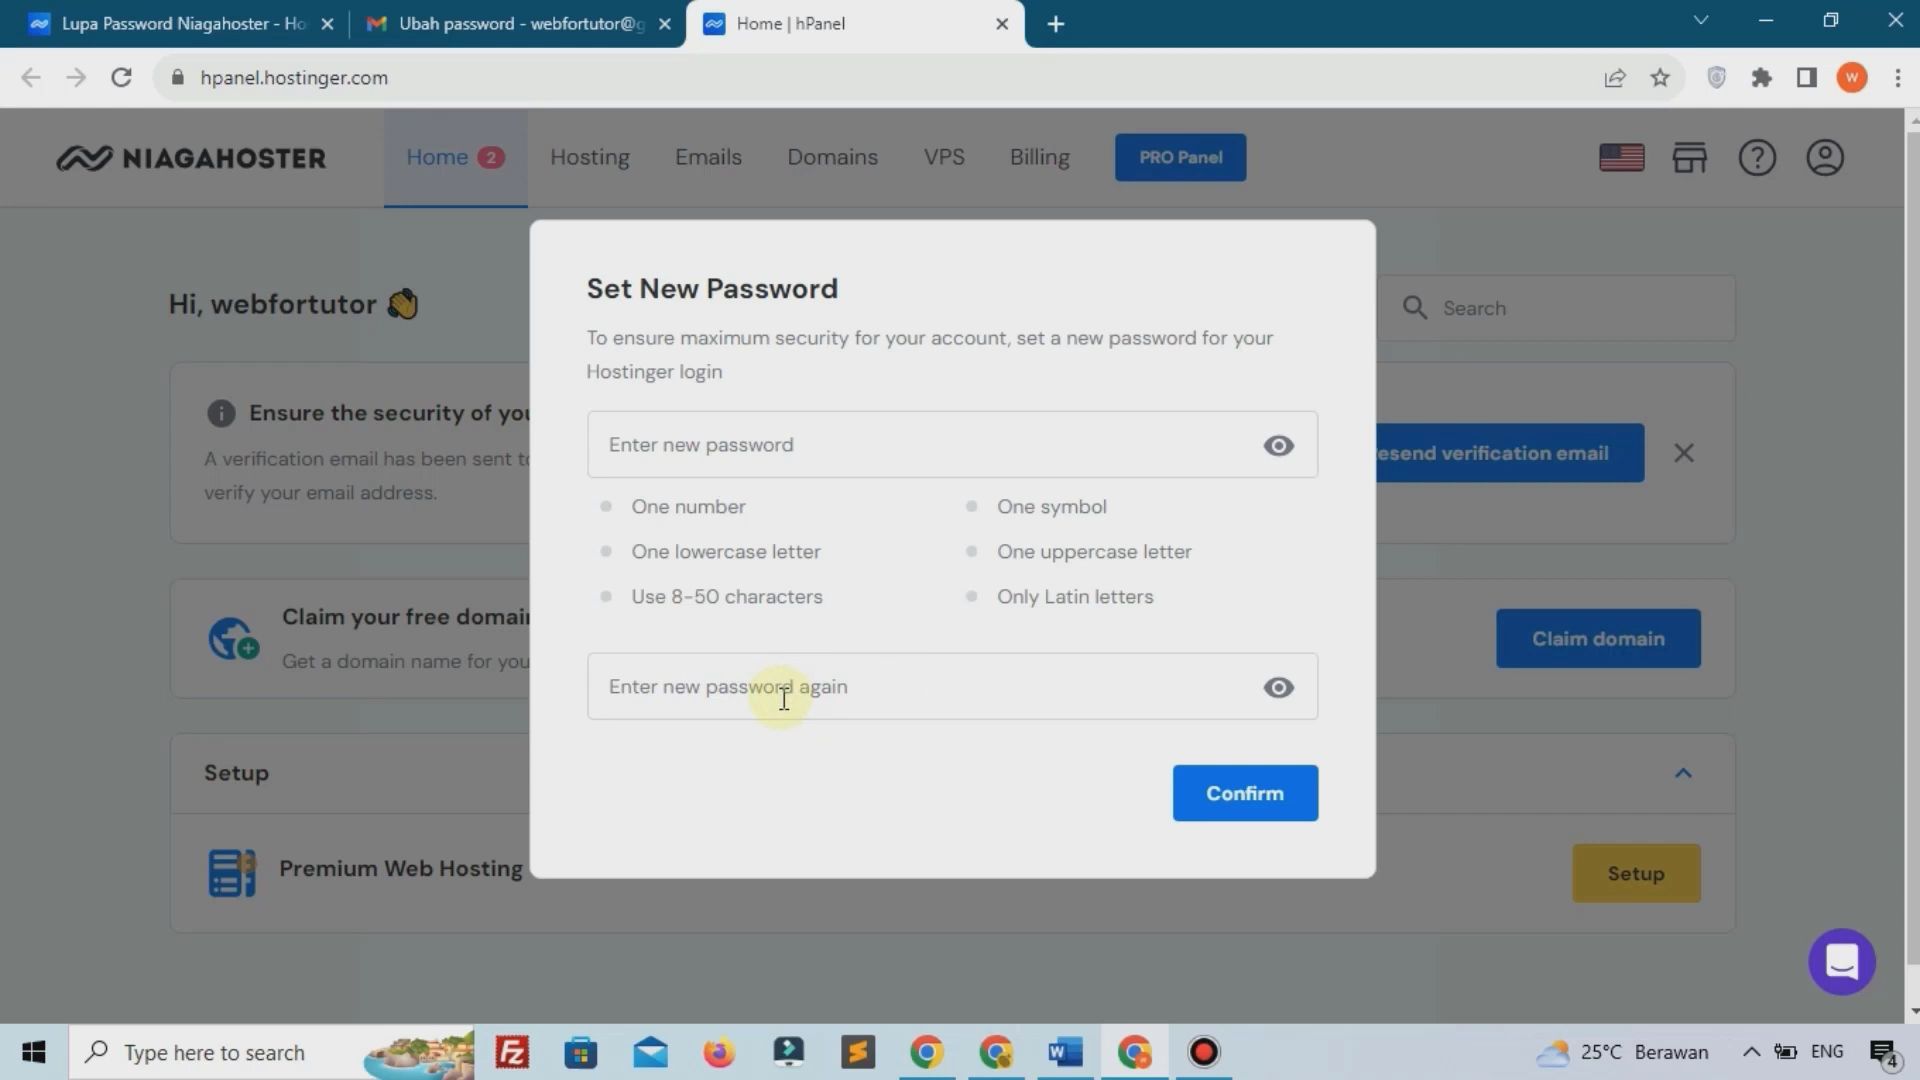 Lupa Password Niagahoster - Ho
Ubah password - webfortutor@g
Home | hPanel
hpanel.hostinger.com
W
NIAGAHOSTER
Home 2
Hosting
Emails
Domains
VPS
Billing
PRO Panel
Hi, webfortutor
Search
Set New Password
To ensure maximum security for your account, set a new password for your
Hostinger login
Enter new password
One number
One symbol
One lowercase letter
One uppercase letter
Use 8-50 characters
Only Latin letters
Enter new password again
Confirm
Ensure the security of you
A verification email has been sent to
verify your email address.
esend verification email
Claim your free domain
Get a domain name for you
Claim domain
Setup
Premium Web Hosting
Setup
Type here to search
Fz
W
25°C Berawan
ENG
4